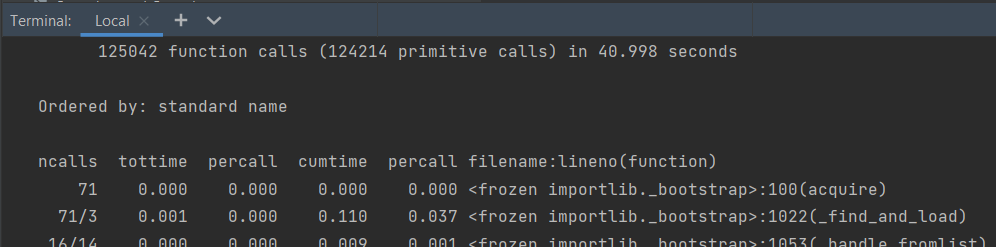 Terminal: Local × + ∨
125042 function calls (124214 primitive calls) in 40.998 seconds
Ordered by: standard name
ncalls tottime percall cumtime percall filename:lineno(function)
71 0.000 0.000 0.000 0.000 <frozen importlib._bootstrap>:100(acquire)
71/3 0.001 0.000 0.110 0.037 <frozen importlib._bootstrap>:1022(_find_and_load)
16/14 0.000 0.000 0.009 0.001 <frozen importlib._bootstrap>:1053(_handle_fromlist)